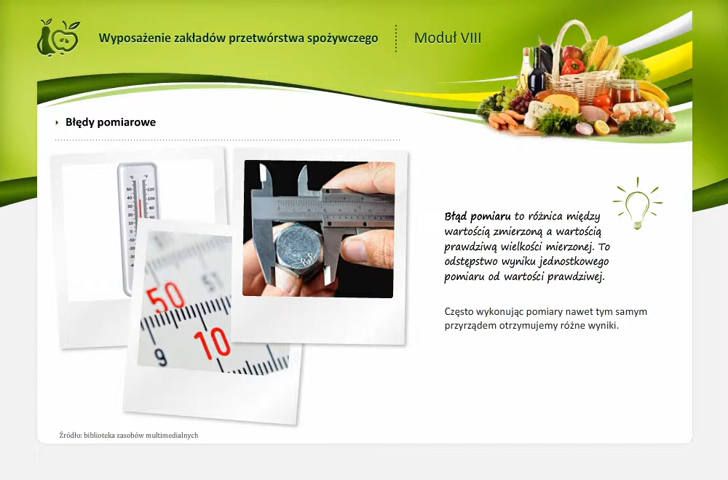 Wyposażenie zakładów przetwórstwa spożywczego
Moduł VIII
Błędy pomiarowe
50
10
9
Błąd pomiaru to różnica między
wartością zmierzoną a wartością
prawdziwą wielkości mierzonej. To
odstępstwo wyniku jednostkowego
pomiaru od wartości prawdziwej.
Często wykonując pomiary nawet tym samym
przyrządem otrzymujemy różne wyniki.
Źródło: biblioteka zasobów multimedialnych